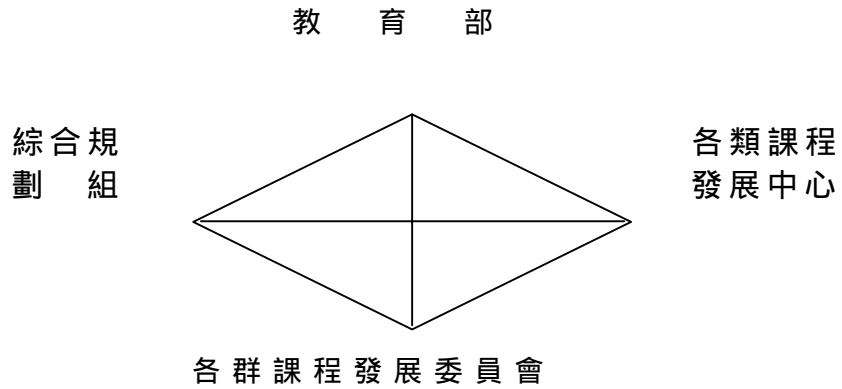 教育部
綜合規
劃組
各類課程
發展中心
各群課程發展委員會